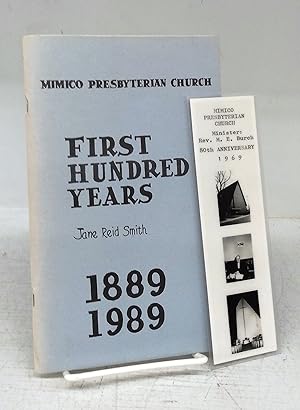 MIMICO PRESBYTERIAN CHURCH
FIRST
HUNDRED
YEARS
Jane Reid Smith
1889
1989
MIMICO
PRESBYTERIAN
CHURCH
Minister:
Rev. M. E. Burch
80th ANNIVERSARY
1969